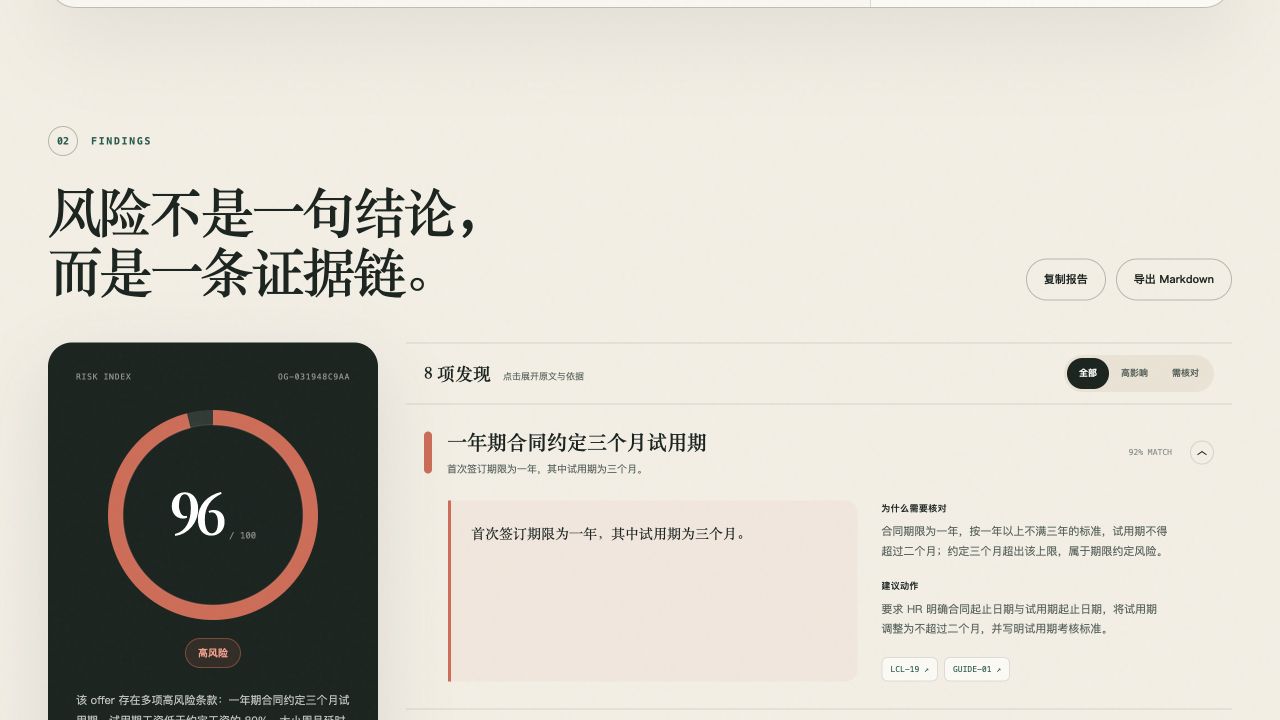 02 FINDINGS
风险不是一句结论，
而是一条证据链。
复制报告
导出 Markdown
RISK INDEX
OG-031948C9AA
96 / 100
高风险
该 offer 存在多项高风险条款：一年期合同约定三个月试
8 项发现
点击展开原文与依据
全部
高影响
需核对
一年期合同约定三个月试用期
首次签订期限为一年，其中试用期为三个月。
92% MATCH
首次签订期限为一年，其中试用期为三个月。
为什么需要核对
合同期限为一年，按一年以上不满三年的标准，试用期不得
超过二个月；约定三个月超出该上限，属于期限约定风险。
建议动作
要求 HR 明确合同起止日期与试用期起止日期，将试用期
调整为不超过二个月，并写明试用期考核标准。
LCL-19 ↗
GUIDE-01 ↗